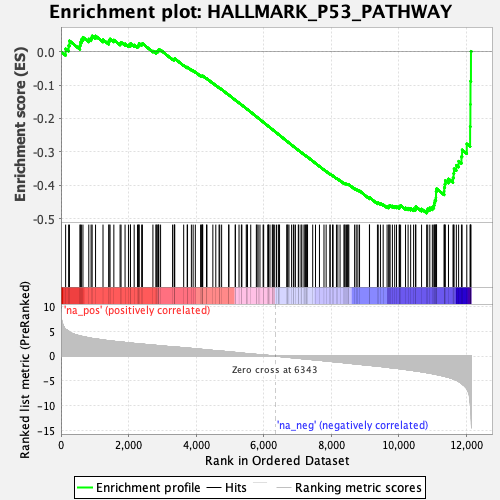 Enrichment plot: HALLMARK_P53_PATHWAY
Enrichment score (ES)
0.0
-0.1
-0.2
-0.3
-0.4
-0.5
'na_pos' (positively correlated)
Ranked list metric (PreRanked)
10
5
0
-5
-10
-15
Zero cross at 6343
'na_neg' (negatively correlated)
0
2,000
4,000
6,000
8,000
10,000
12,000
Rank in Ordered Dataset
Enrichment profile
Hits
Ranking metric scores